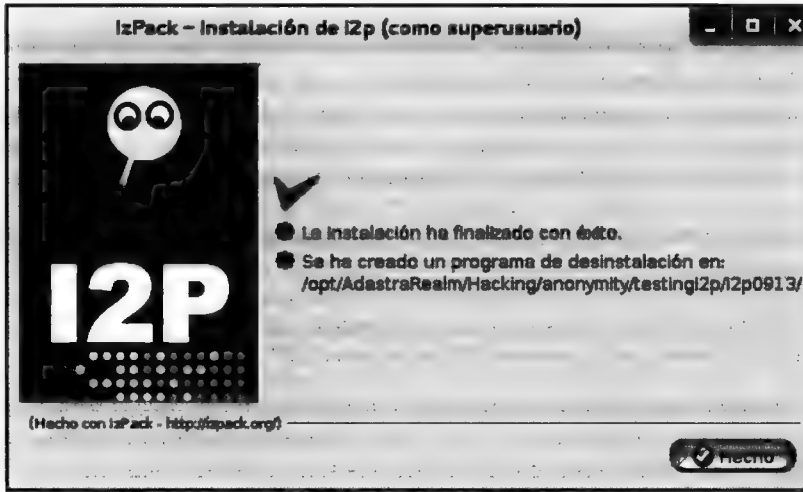 IzPack - Instalación de i2p (como superusuario)
I2P
La instalación ha finalizado con éxito.
Se ha creado un programa de desinstalación en:
/opt/AdastraRealm/Hacking/anonymity/testingi2p/i2p0913/
(Hecho con IzPack - http://izpack.org/)
Hecho